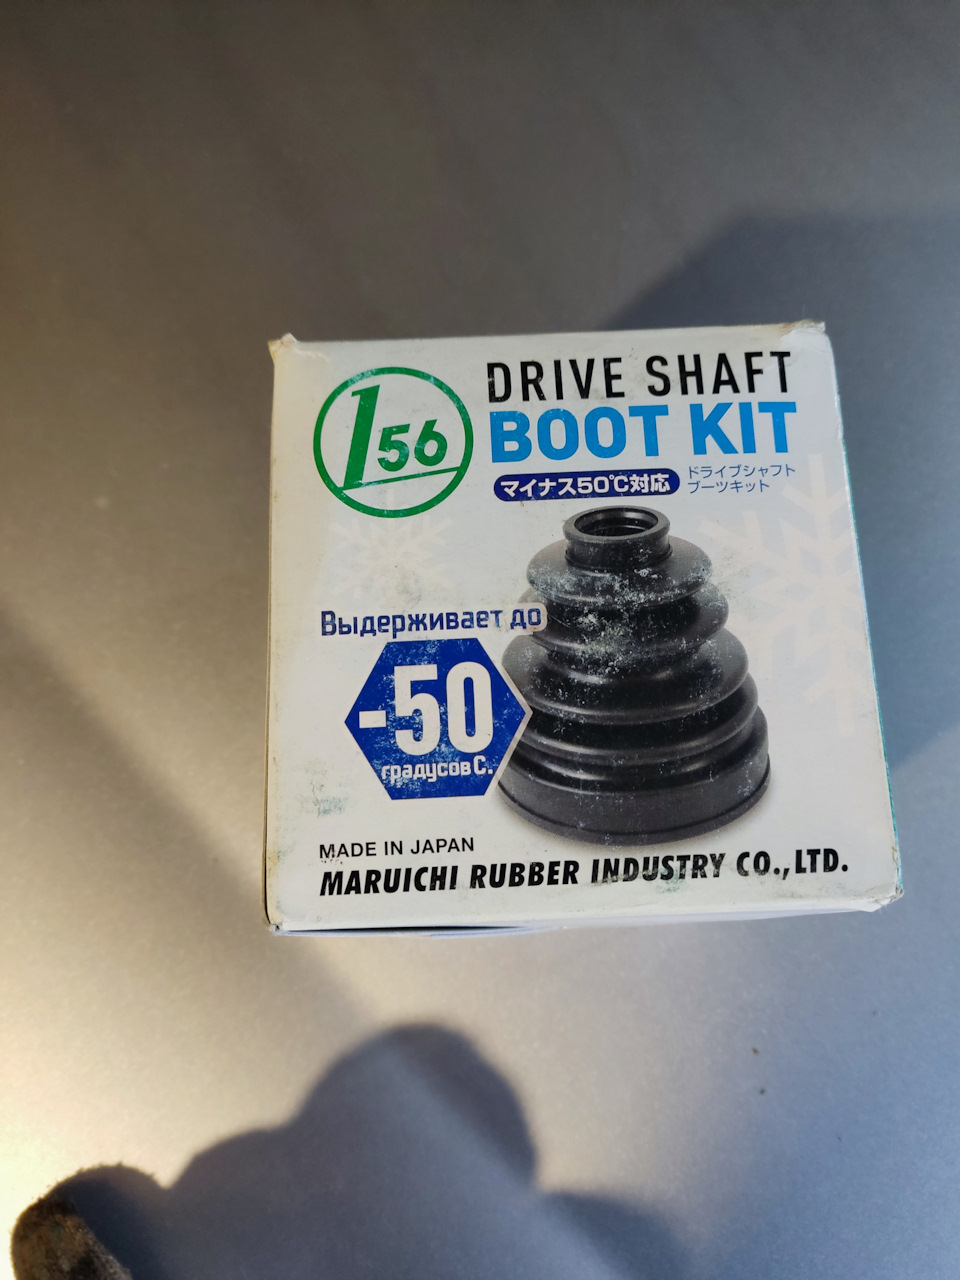 156
DRIVE SHAFT
BOOT KIT
マイナス50℃対応
ドライブシャフト
ブーツキット
Выдерживает до
-50
градусов С.
MADE IN JAPAN
MARUICHI RUBBER INDUSTRY CO.,LTD.